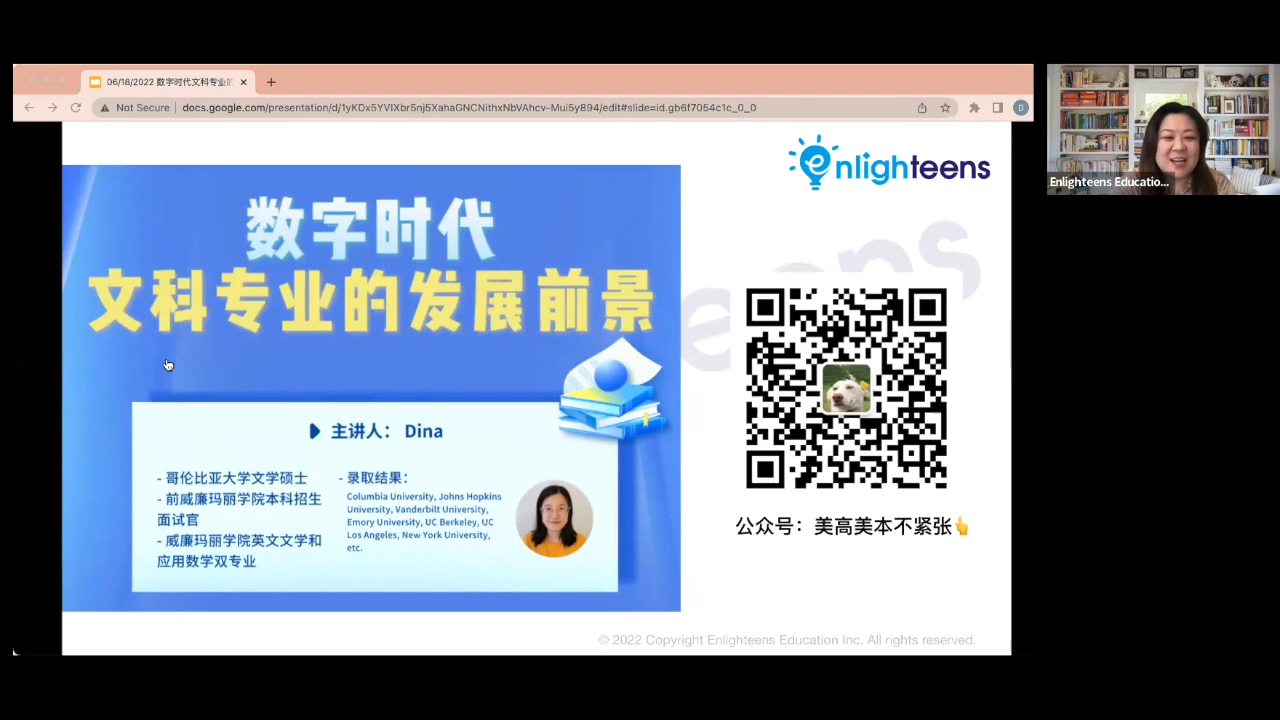 06/18/2022 数字时代文科专业的
Not Secure
docs.google.com/presentation/d/1yKDx5YVIXbr5nj5XahaGNCNithxNbVAhcv-Mui5y894/edit#slide=id.gb6f7054c1c_0_0
D
enlighteens
数字时代
文科专业的发展前景
主讲人： Dina
- 哥伦比亚大学文学硕士
- 前威廉玛丽学院本科招生
面试官
- 威廉玛丽学院英文文学和
应用数学双专业
- 录取结果：
Columbia University, Johns Hopkins
University, Vanderbilt University,
Emory University, UC Berkeley, UC
Los Angeles, New York University,
etc.
公众号：美高美本不紧张👆
© 2022 Copyright Enlighteens Education Inc. All rights reserved.
Enlighteens Educatio...